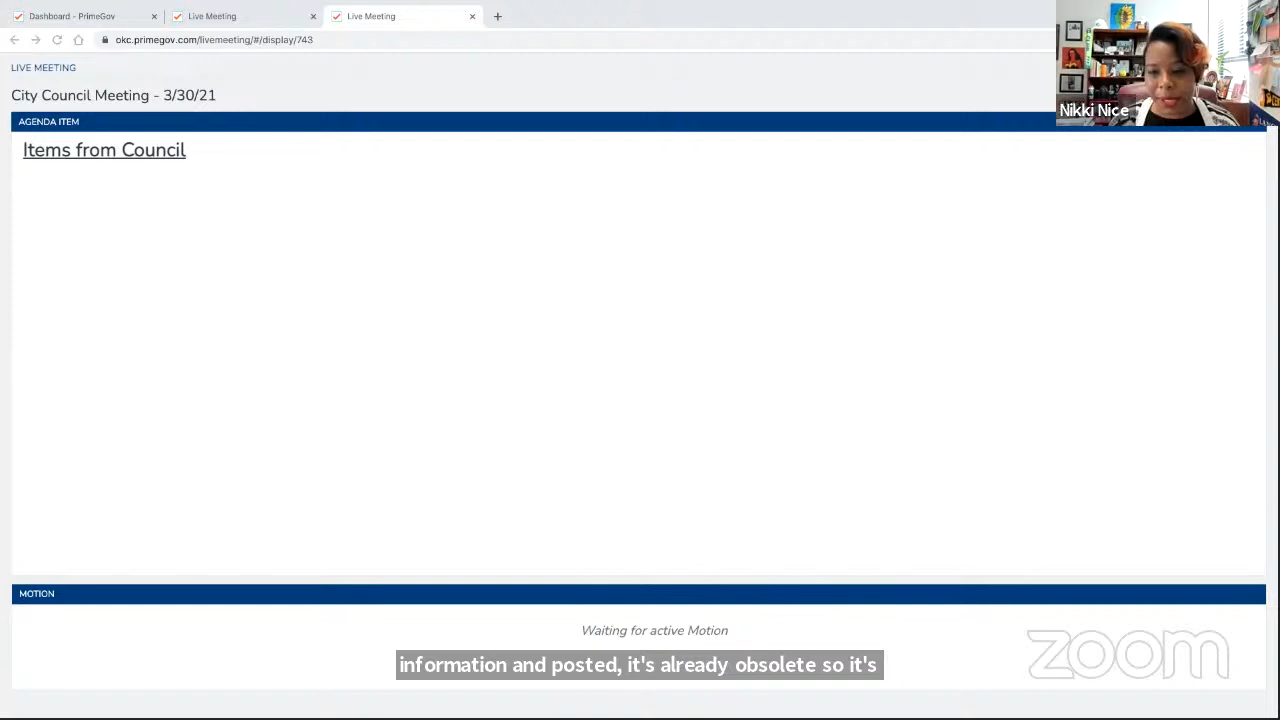 Dashboard - PrimeGov
Live Meeting
Live Meeting
okc.primegov.com/livemeeting/#/display/743
LIVE MEETING
City Council Meeting - 3/30/21
Nikki Nice
AGENDA ITEM
Items from Council
MOTION
Waiting for active Motion
information and posted, it's already obsolete so it's
zoom